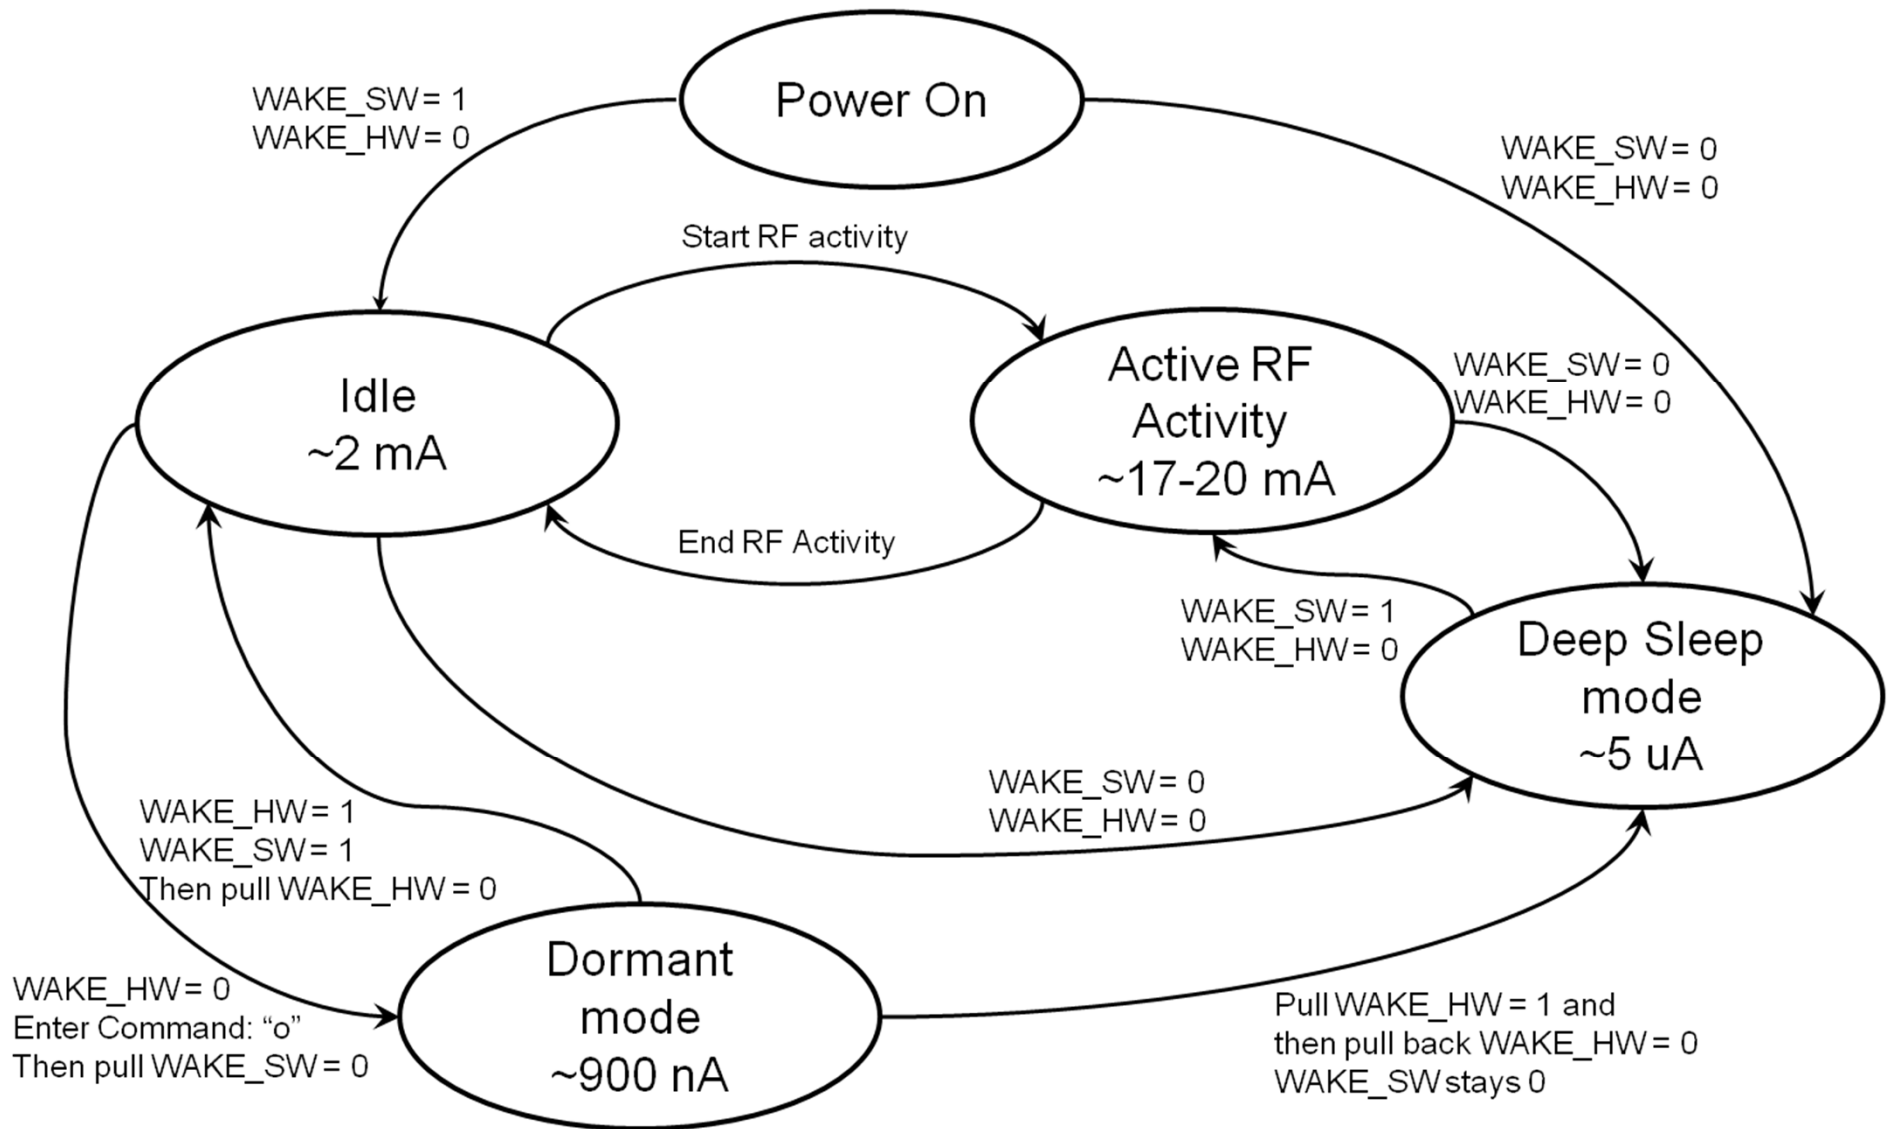 Power On
WAKE_SW = 1
WAKE_HW = 0
WAKE_SW = 0
WAKE_HW = 0
Start RF activity
Idle
~2 mA
Active RF
Activity
~17-20 mA
WAKE_SW = 0
WAKE_HW = 0
End RF Activity
WAKE_SW = 1
WAKE_HW = 0
Deep Sleep
mode
~5 uA
WAKE_SW = 0
WAKE_HW = 0
WAKE_HW = 1
WAKE_SW = 1
Then pull WAKE_HW = 0
Dormant
mode
~900 nA
WAKE_HW = 0
Enter Command: “o”
Then pull WAKE_SW = 0
Pull WAKE_HW = 1 and
then pull back WAKE_HW = 0
WAKE_SW stays 0